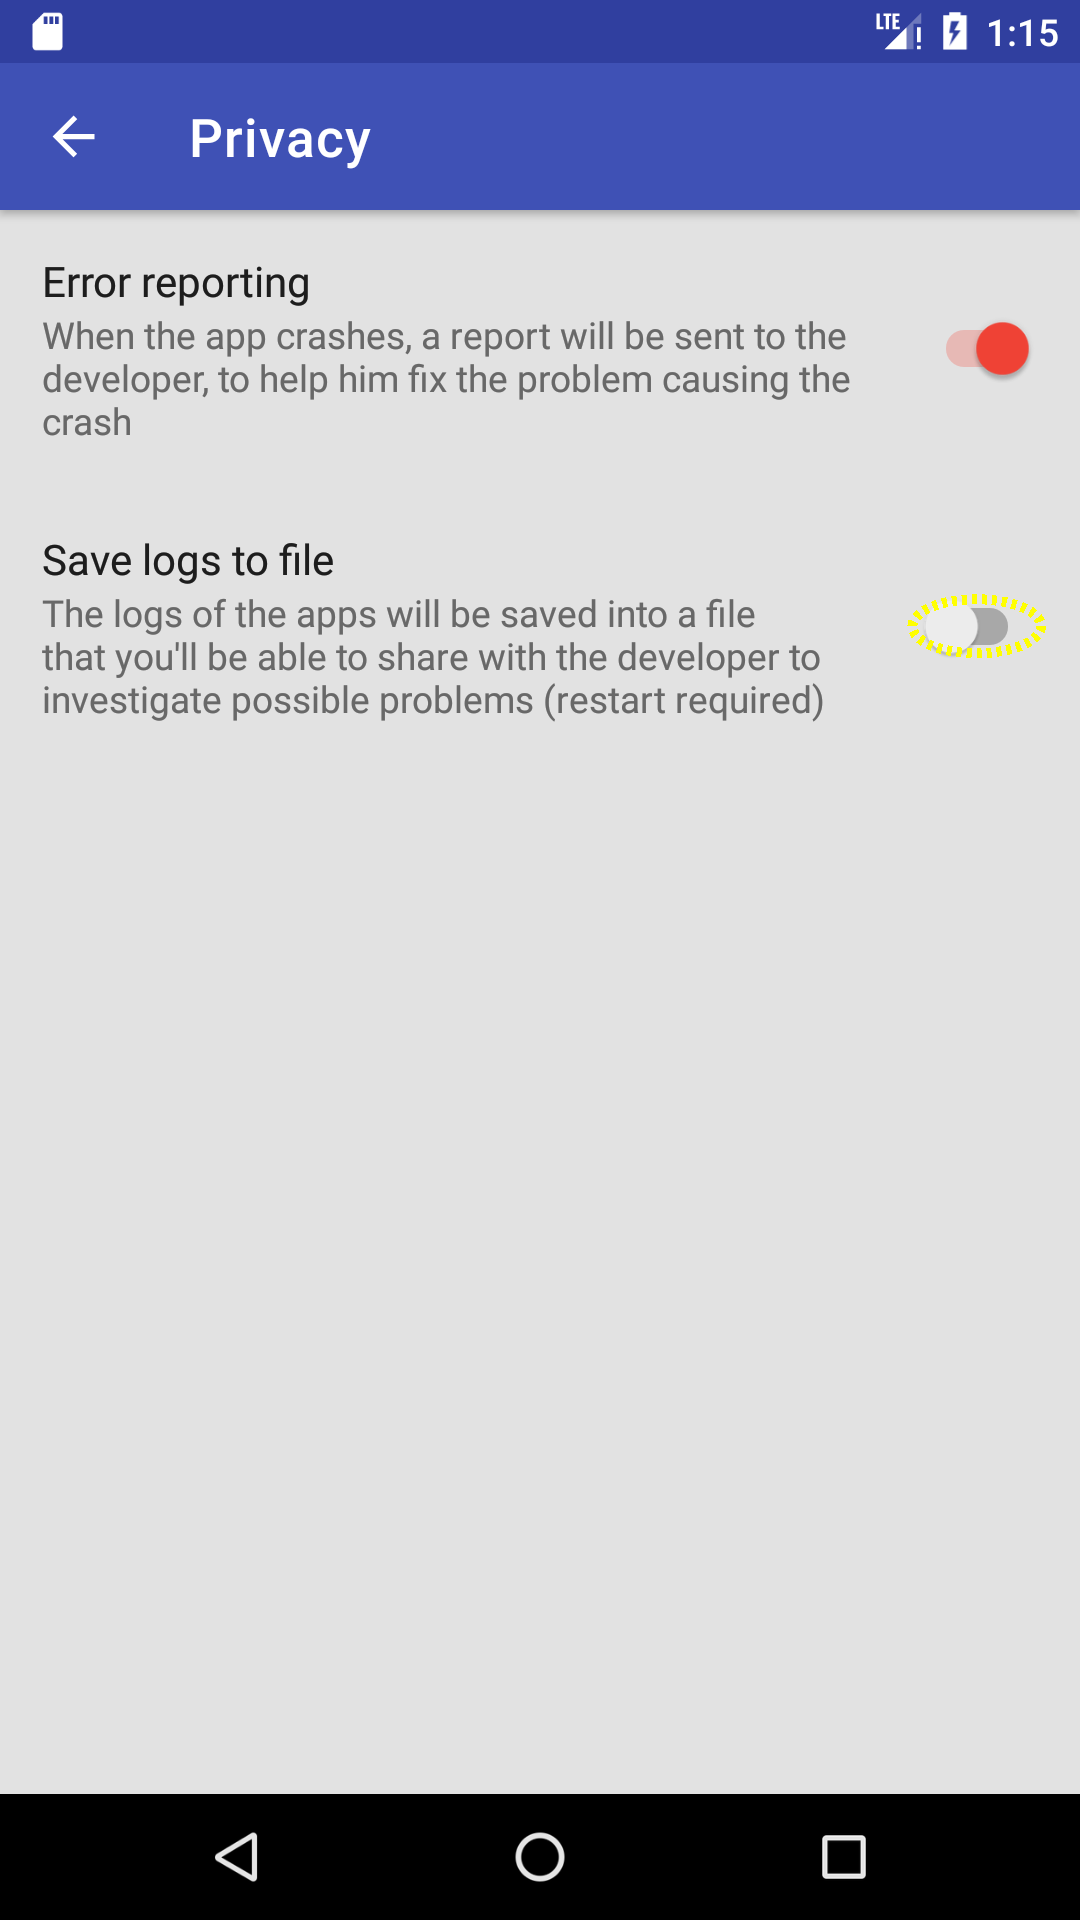 LTE 1:15
Privacy
Error reporting
When the app crashes, a report will be sent to the
developer, to help him fix the problem causing the
crash
Save logs to file
The logs of the apps will be saved into a file
that you'll be able to share with the developer to
investigate possible problems (restart required)